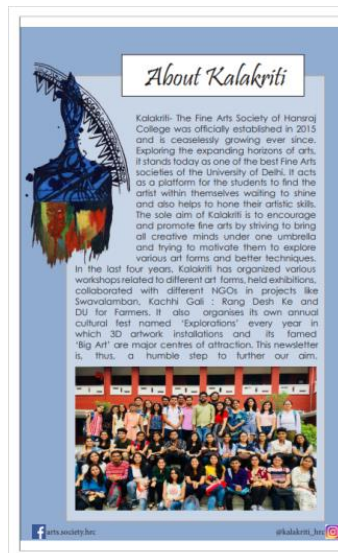 About Kalakriti
Kalakriti- The Fine Arts Society of Hansraj
College was officially established in 2015
and is ceaselessly growing ever since.
Exploring the expanding horizons of arts,
it stands today as one of the best Fine Arts
societies of the University of Delhi. It acts
as a platform for the students to find the
artist within themselves waiting to shine
and also helps to hone their artistic skills.
The sole aim of Kalakriti is to encourage
and promote fine arts by striving to bring
all creative minds under one umbrella
and trying to motivate them to explore
various art forms and better techniques.
In the last four years, Kalakriti has organized various
workshops related to different art forms, held exhibitions,
collaborated with different NGOs in projects like
Swavalamban, Kachhi Gali : Rang Desh Ke and
DU for Farmers. It also organises its own annual
cultural fest named 'Explorations' every year in
which 3D artwork installations and its famed
'Big Art' are major centres of attraction. This newsletter
is, thus, a humble step to further our aim.
arts.society.hrc
@kalakriti_hrc